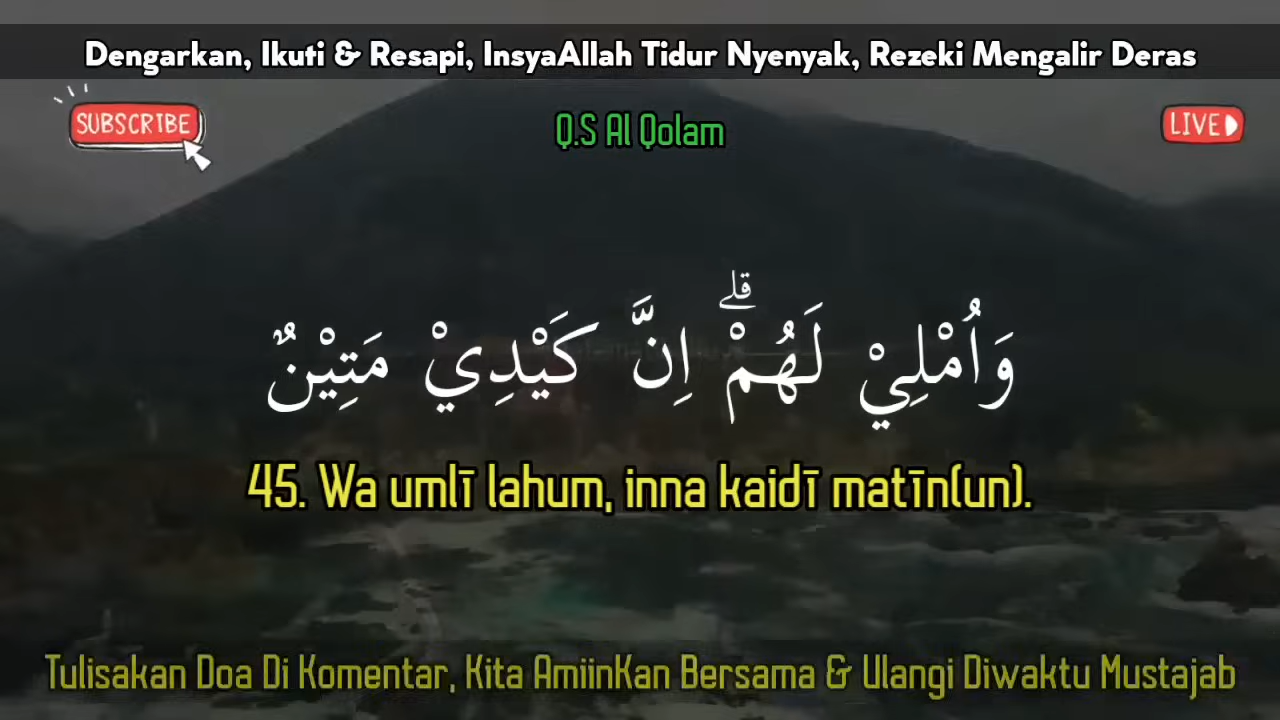 Dengarkan, Ikuti & Resapi, InsyaAllah Tidur Nyenyak, Rezeki Mengalir Deras
SUBSCRIBE
LIVE
Q.S Al Qolam
وَاُمْلِيْ لَهُمْۗ اِنَّ كَيْدِيْ مَتِيْنٌ
45. Wa umlī lahum, inna kaidī matīn(un).
Tulisakan Doa Di Komentar, Kita AmiinKan Bersama & Ulangi Diwaktu Mustajab